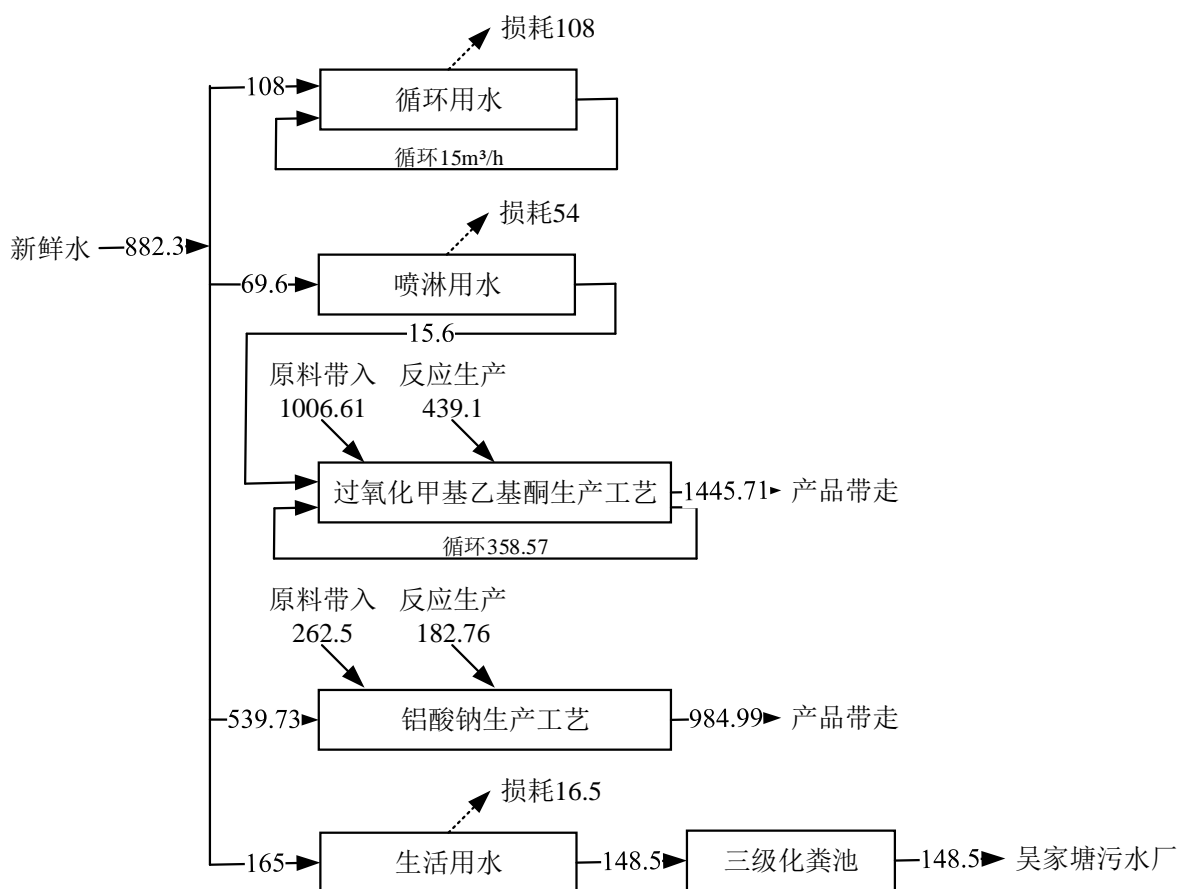 损耗108
108
循环用水
循环15m³/h
损耗54
新鲜水
882.3
69.6
喷淋用水
15.6
原料带入
1006.61
反应生产
439.1
过氧化甲基乙基酮生产工艺
1445.71
产品带走
循环358.57
原料带入
262.5
反应生产
182.76
539.73
铝酸钠生产工艺
984.99
产品带走
损耗16.5
165
生活用水
148.5
三级化粪池
148.5
吴家塘污水厂